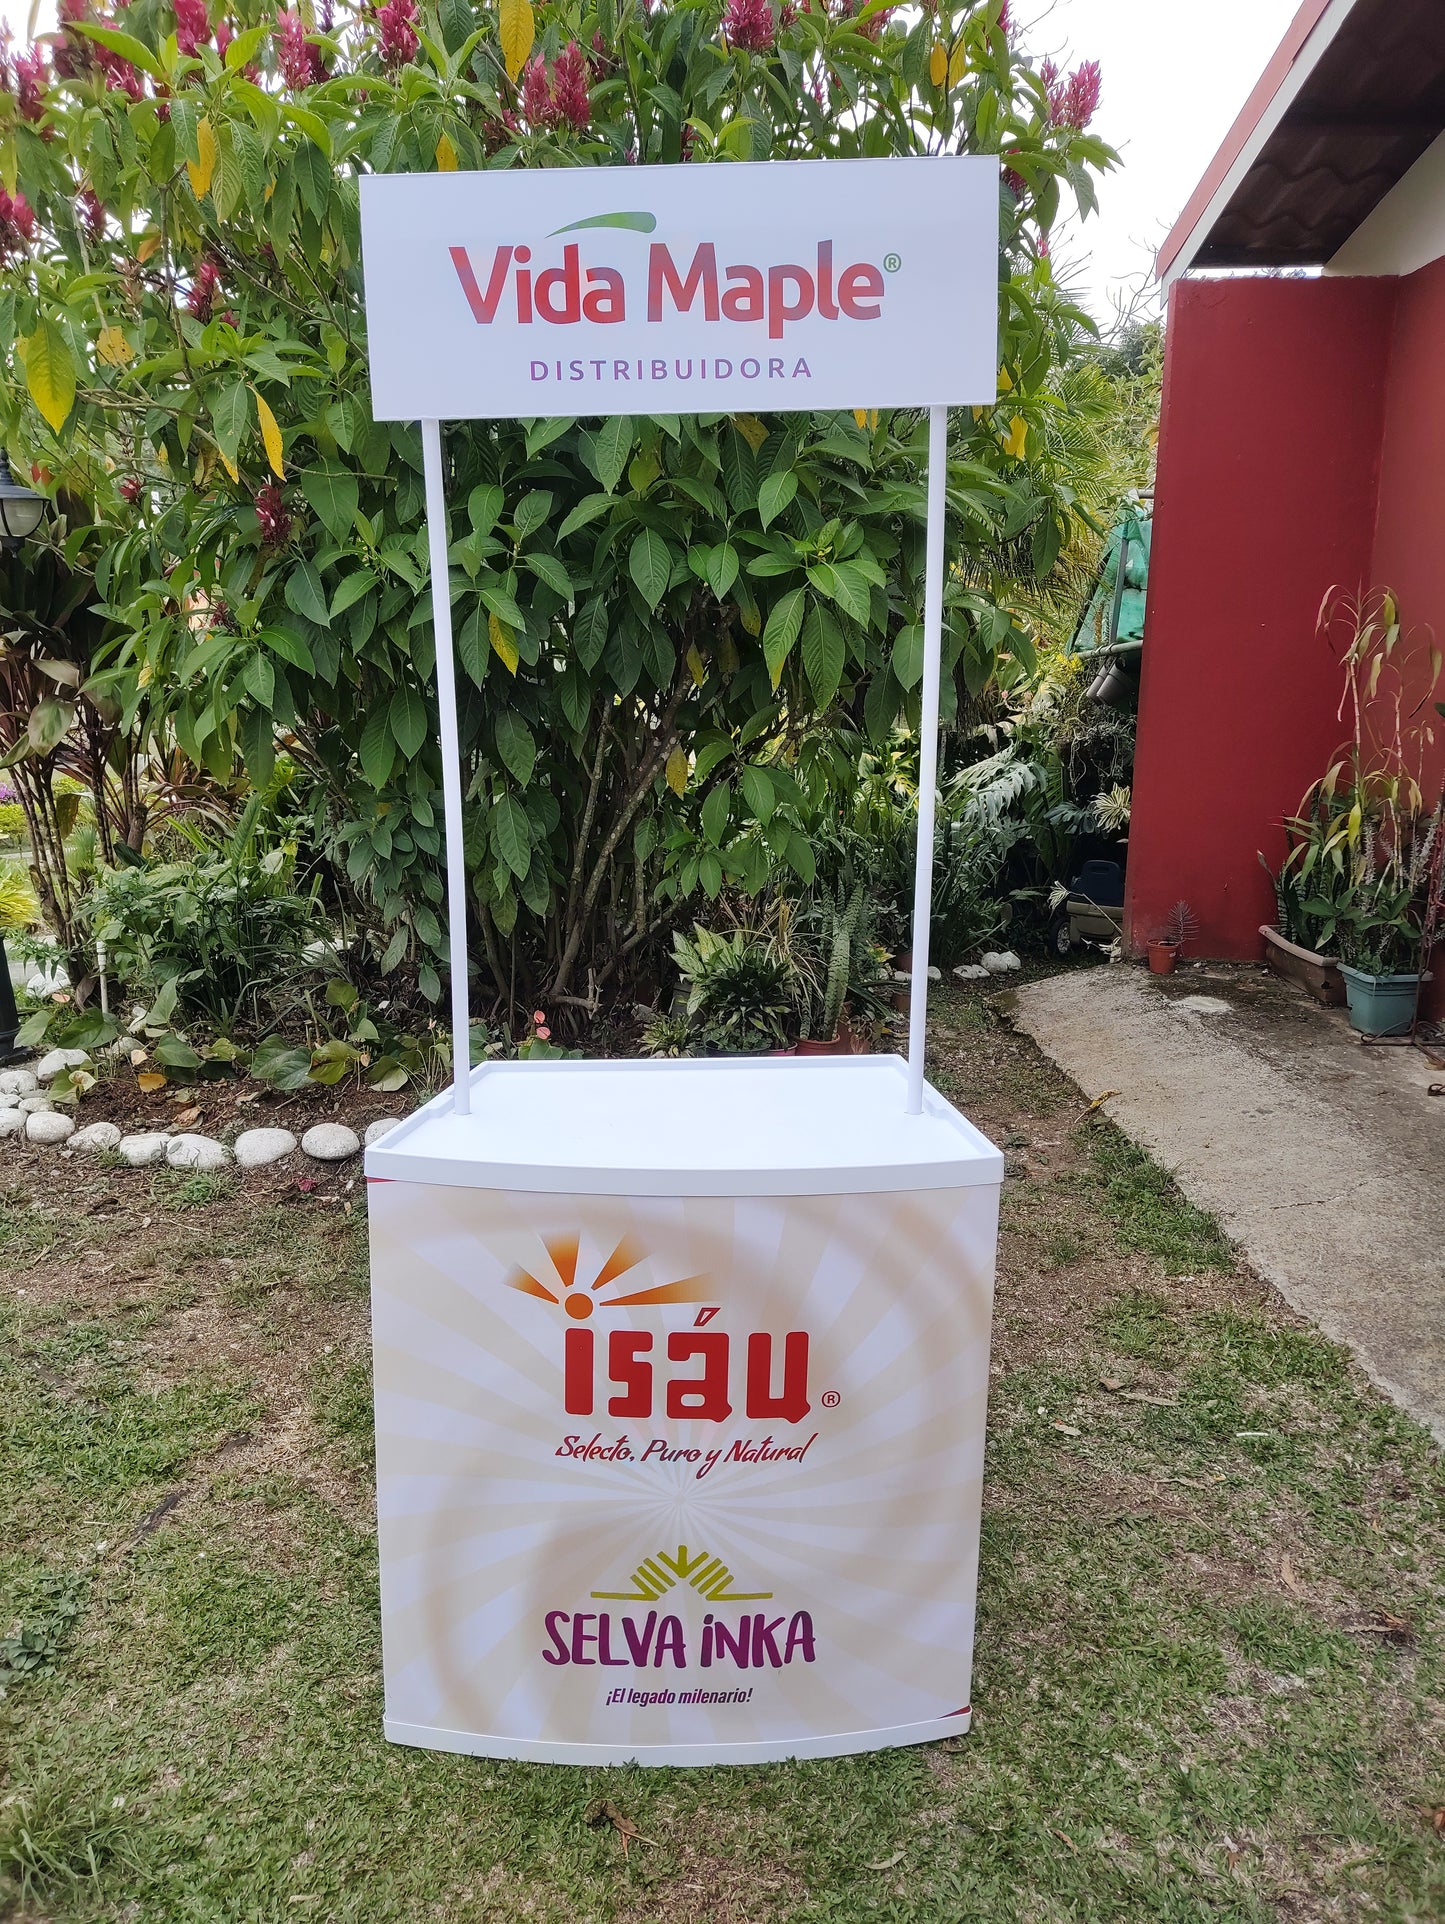 Vida Maple®
DISTRIBUIDORA
isáu®
Selecto, Puro y Natural
SELVA iNKA
¡El legado milenario!